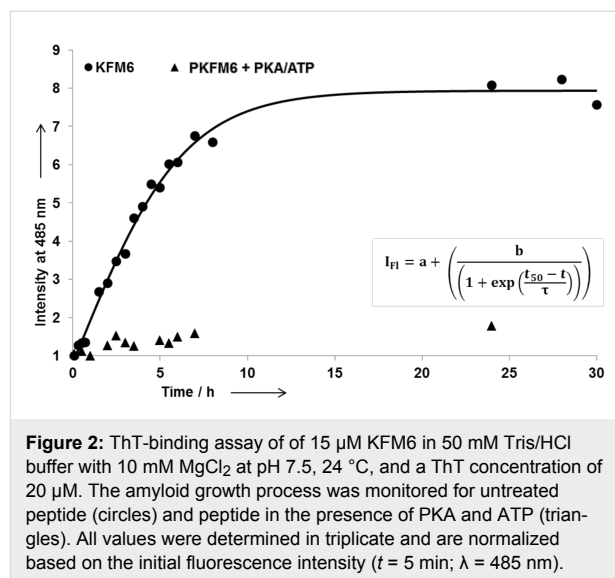 9
8
7
6
5
4
3
2
1
Intensity at 485 nm
● KFM6 ▲ PKFM6 + PKA/ATP
I_Fl = a + ( b / ( ( 1 + exp ( (t_50 − t) / τ ) ) ) )
0 5 10 15 20 25 30
Time / h
Figure 2: ThT-binding assay of of 15 µM KFM6 in 50 mM Tris/HCl
buffer with 10 mM MgCl₂ at pH 7.5, 24 °C, and a ThT concentration of
20 µM. The amyloid growth process was monitored for untreated
peptide (circles) and peptide in the presence of PKA and ATP (trian-
gles). All values were determined in triplicate and are normalized
based on the initial fluorescence intensity (t = 5 min; λ = 485 nm).